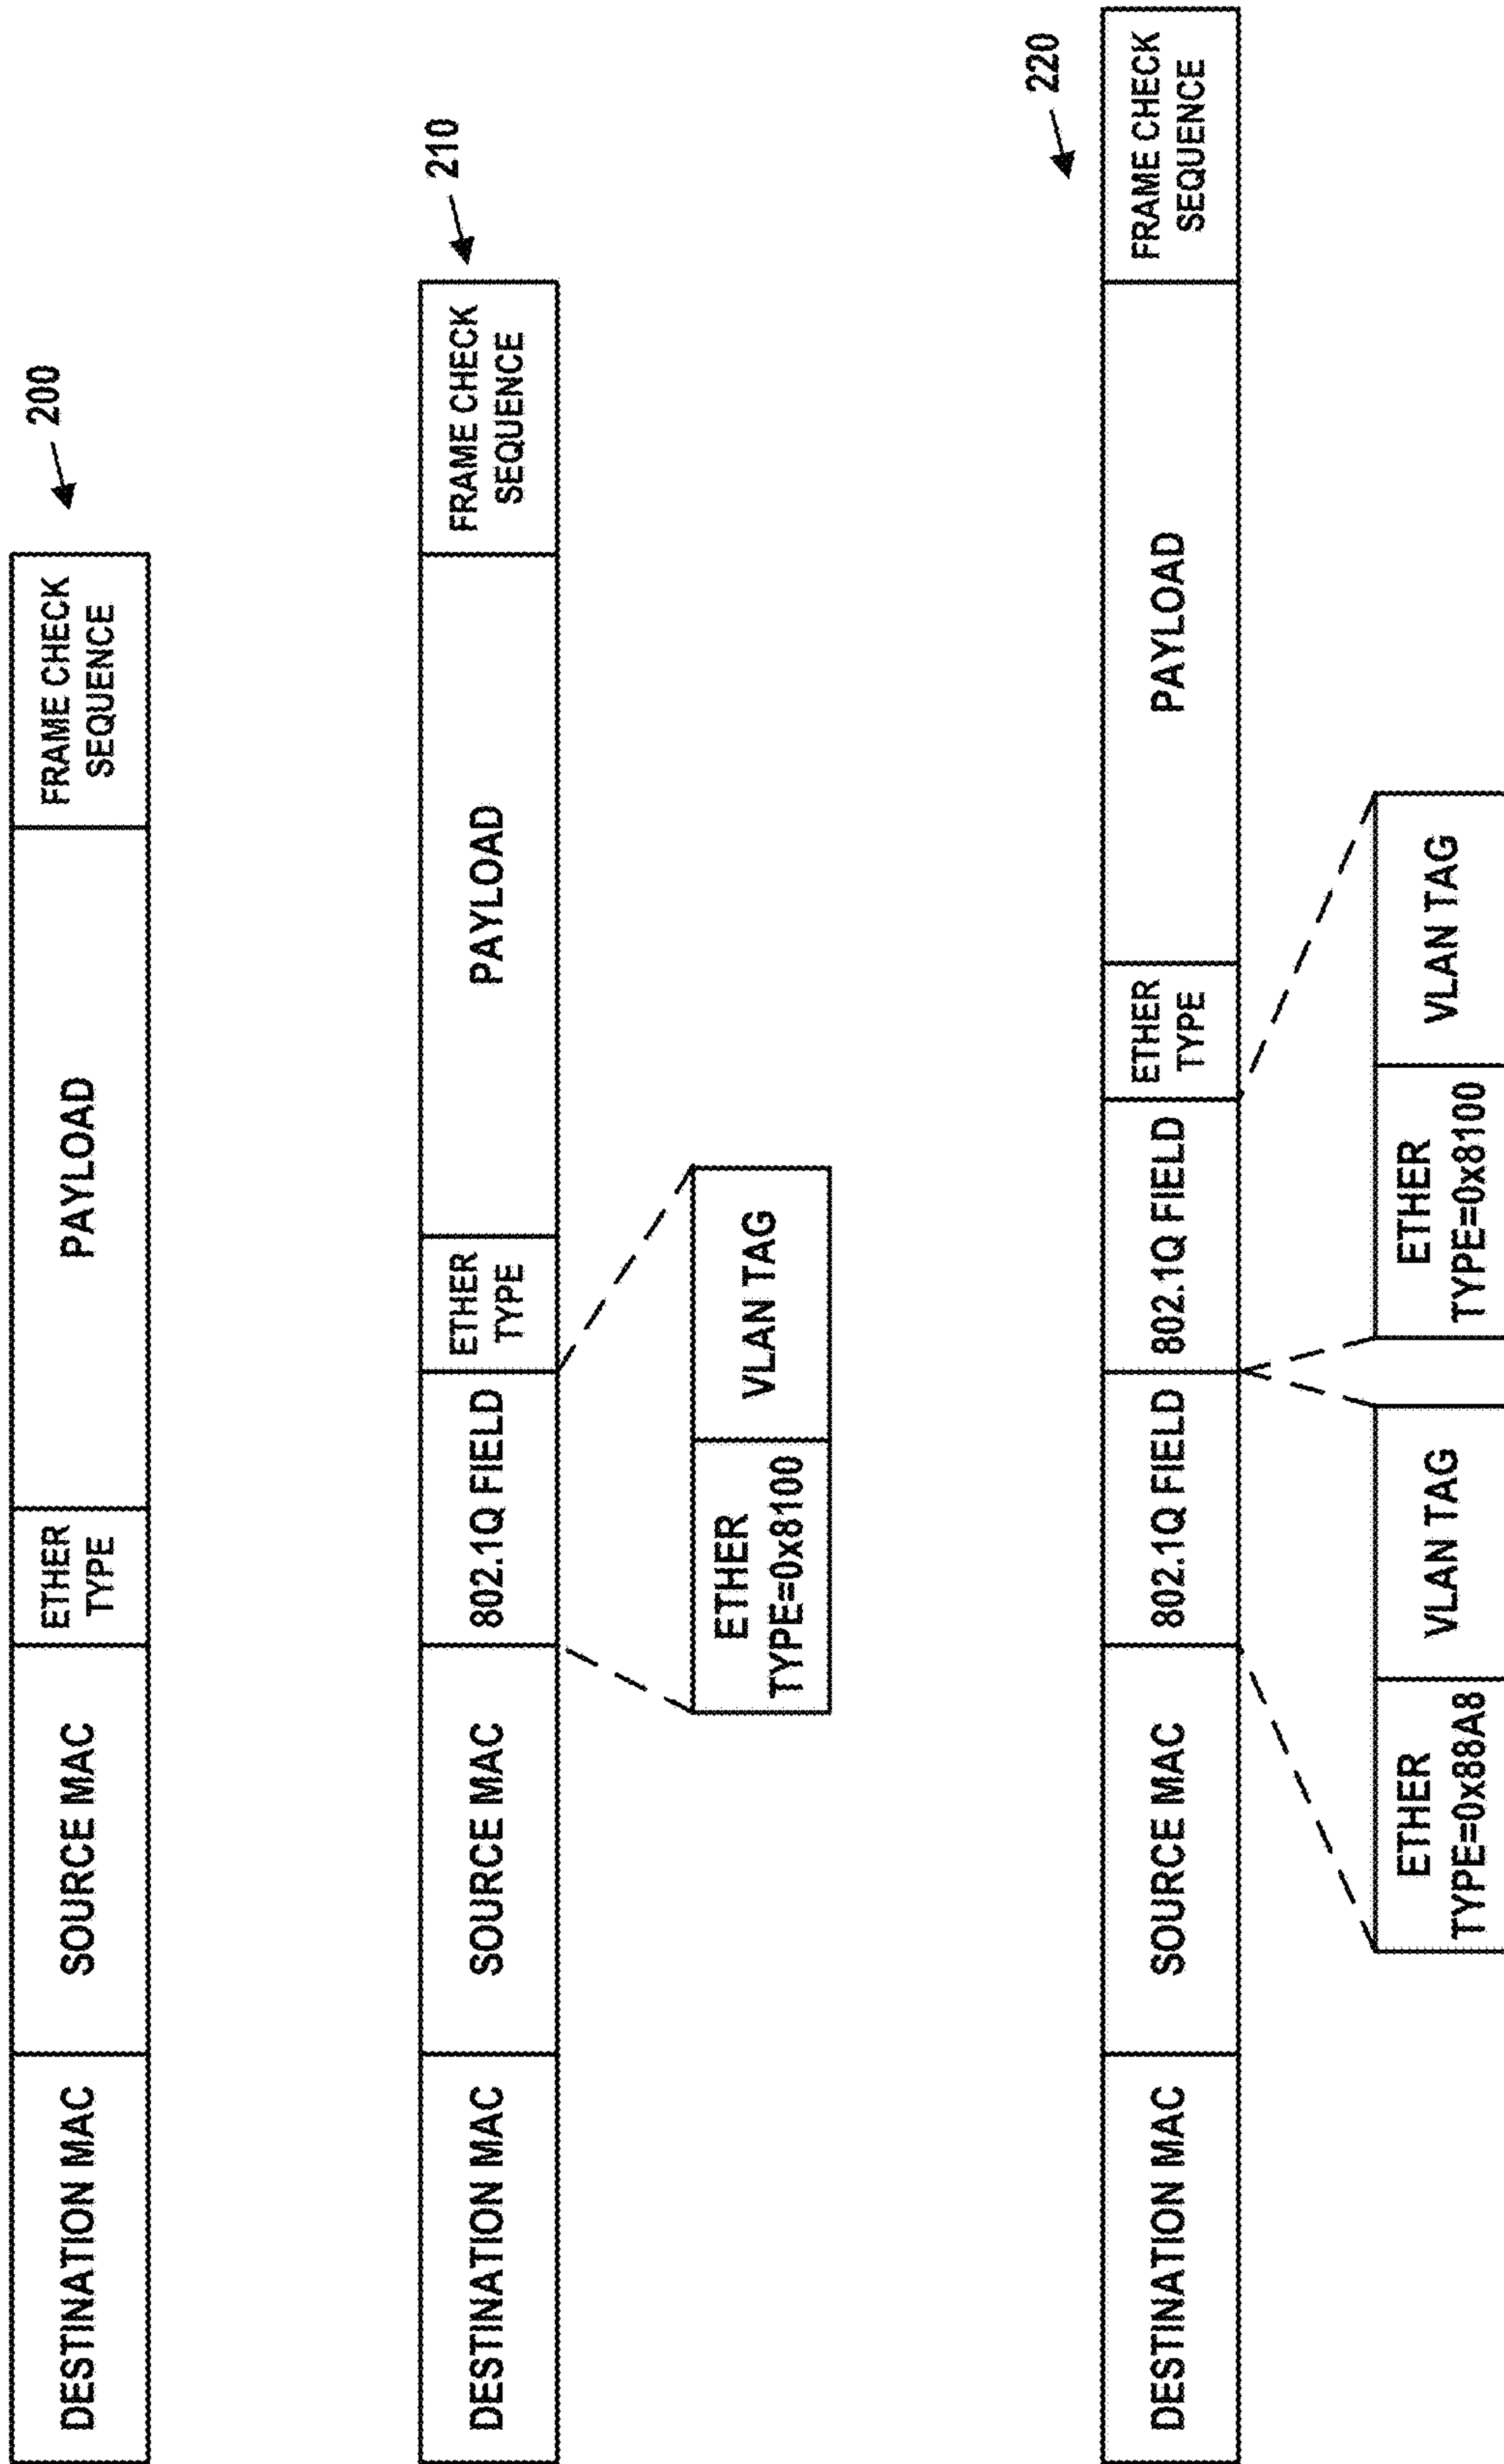 200
DESTINATION MAC
SOURCE MAC
ETHER
TYPE
PAYLOAD
FRAME CHECK
SEQUENCE
210
DESTINATION MAC
SOURCE MAC
802.1Q FIELD
ETHER
TYPE
PAYLOAD
FRAME CHECK
SEQUENCE
ETHER
TYPE=0x8100
VLAN TAG
220
DESTINATION MAC
SOURCE MAC
802.1Q FIELD
802.1Q FIELD
ETHER
TYPE
PAYLOAD
FRAME CHECK
SEQUENCE
ETHER
TYPE=0x88A8
VLAN TAG
ETHER
TYPE=0x8100
VLAN TAG